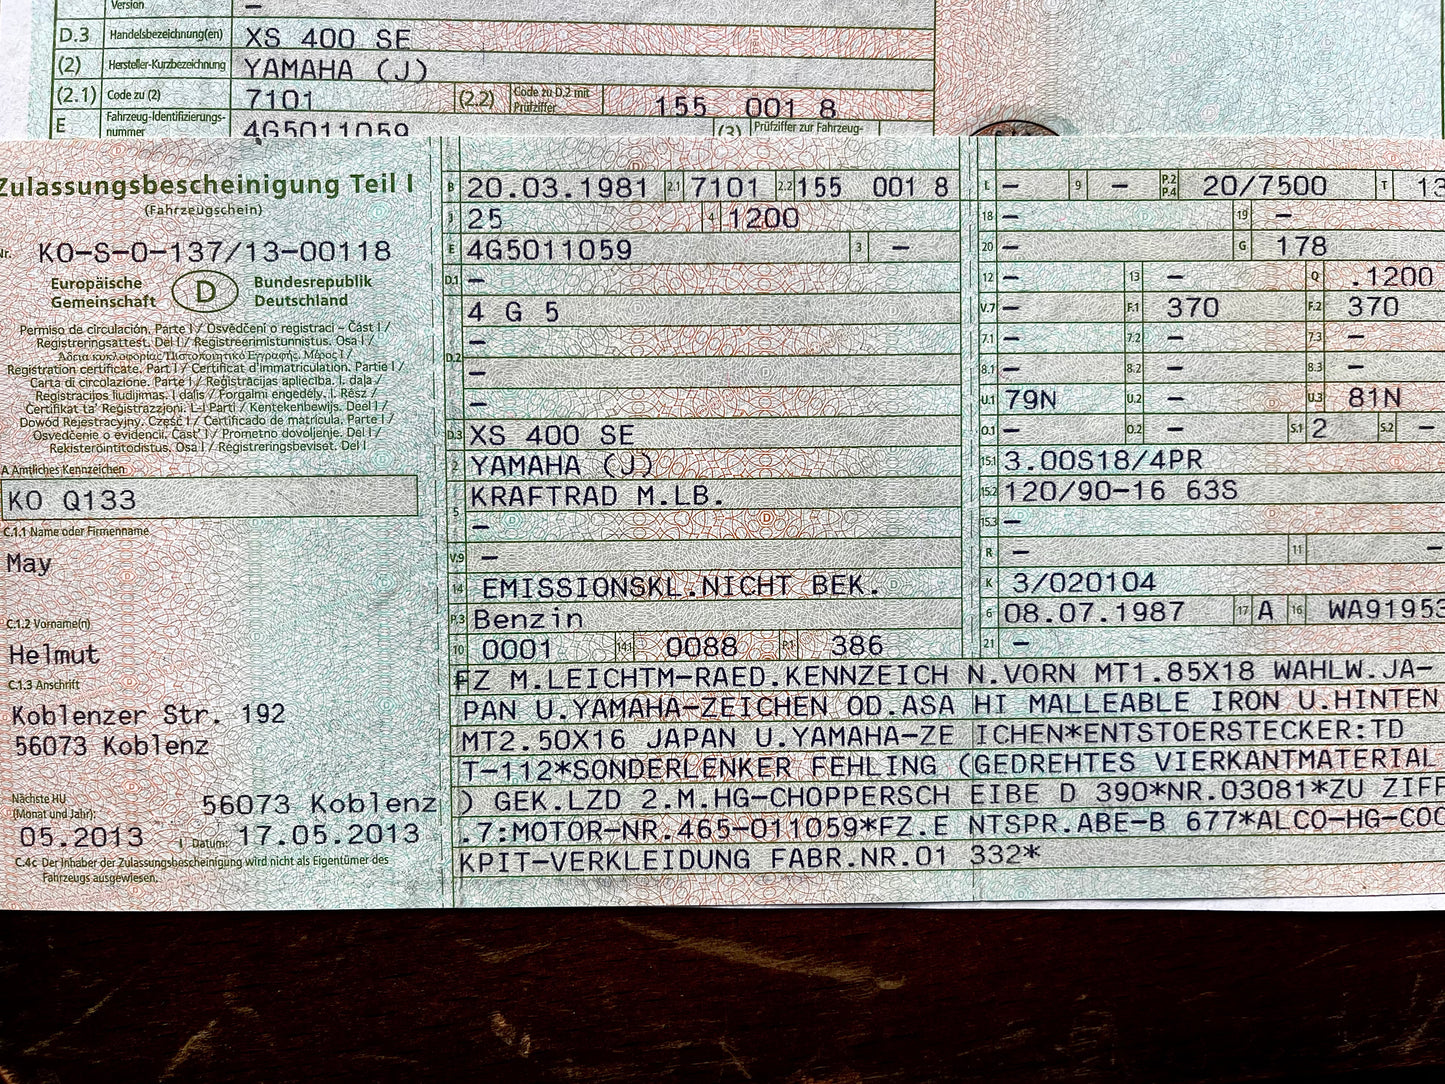 Version –
D.3 Handelsbezeichnung(en) XS 400 SE
(2) Hersteller-Kurzbezeichnung YAMAHA (J)
(2.1) Code zu (2) 7101 (2.2) Code zu D.2 mit Prüfziffer 155 001 8
E Fahrzeug-Identifizierungs-nummer 4G5011059 (3) Prüfziffer zur Fahrzeug-
Zulassungsbescheinigung Teil I
(Fahrzeugschein)
Nr. KO-S-0-137/13-00118
Europäische Gemeinschaft D Bundesrepublik Deutschland
Permiso de circulación. Parte I / Osvědčení o registraci – Část I /
Registreringsattest. Del I / Registreerimistunnistus. Osa I /
Άδεια κυκλοφορίας/Πιστοποιητικό Εγγραφής. Μέρος I /
Registration certificate. Part I / Certificat d'immatriculation. Partie I /
Carta di circolazione. Parte I / Reģistrācijas apliecība. I. daļa /
Registracijos liudijimas. I dalis / Forgalmi engedély. I. Rész /
Ċertifikat ta' Reġistrazzjoni. L-I Parti / Kentekenbewijs. Deel I /
Dowód Rejestracyjny. Część I / Certificado de matrícula. Parte I /
Osvedčenie o evidencii. Časť I / Prometno dovoljenje. Del I /
Rekisteröintitodistus. Osa I / Registreringsbeviset. Del I
A Amtliches Kennzeichen
KO Q133
C.1.1 Name oder Firmenname
May
C.1.2 Vorname(n)
Helmut
C.1.3 Anschrift
Koblenzer Str. 192
56073 Koblenz
Nächste HU (Monat und Jahr): 56073 Koblenz
05.2013 I Datum: 17.05.2013
C.4c Der Inhaber der Zulassungsbescheinigung wird nicht als Eigentümer des
Fahrzeugs ausgewiesen.
B 20.03.1981 2.1 7101 2.2 155 001 8
J 25 4 1200
E 4G5011059 3 –
D.1 –
4 G 5
–
D.2 –
–
D.3 XS 400 SE
2 YAMAHA (J)
KRAFTRAD M.LB.
5 –
V.9 –
14 EMISSIONSKL.NICHT BEK.
P.3 Benzin
10 0001 14.1 0088 P.1 386
L – 9 – P.2 P.4 20/7500 T 13
18 – 19 –
20 – G 178
12 – 13 – Q .1200
V.7 – F.1 370 F.2 370
7.1 – 7.2 – 7.3 –
8.1 – 8.2 – 8.3 –
U.1 79N U.2 – U.3 81N
O.1 – O.2 – S.1 2 S.2 –
15.1 3.00S18/4PR
15.2 120/90-16 63S
15.3 –
R – 11 –
K 3/020104
6 08.07.1987 17 A 16 WA91953
21 –
FZ M.LEICHTM-RAED.KENNZEICH N.VORN MT1.85X18 WAHLW.JA-
PAN U.YAMAHA-ZEICHEN OD.ASA HI MALLEABLE IRON U.HINTEN
MT2.50X16 JAPAN U.YAMAHA-ZE ICHEN*ENTSTOERSTECKER:TD
T-112*SONDERLENKER FEHLING (GEDREHTES VIERKANTMATERIAL
) GEK.LZD 2.M.HG-CHOPPERSCH EIBE D 390*NR.03081*ZU ZIFF
.7:MOTOR-NR.465-011059*FZ.E NTSPR.ABE-B 677*ALCO-HG-COC
KPIT-VERKLEIDUNG FABR.NR.01 332*